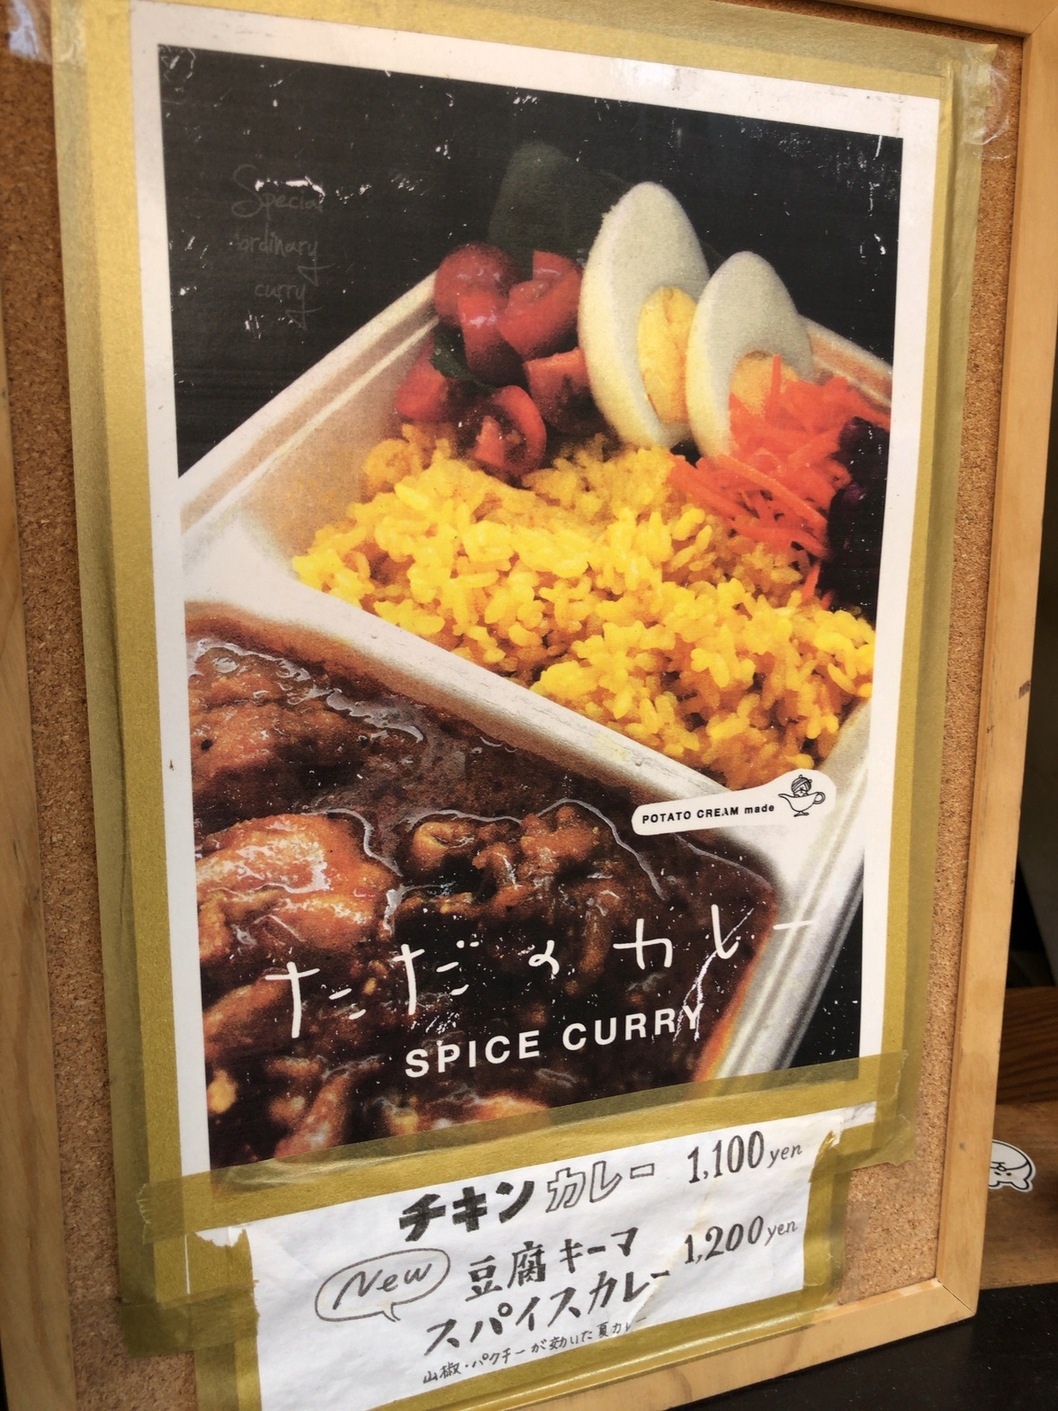 Special
ordinary
curry
POTATO CREAM made
ただのカレー
SPICE CURRY
チキンカレー 1,100yen
New 豆腐キーマ
スパイスカレー 1,200yen
山椒・パクチーが効いた夏カレー